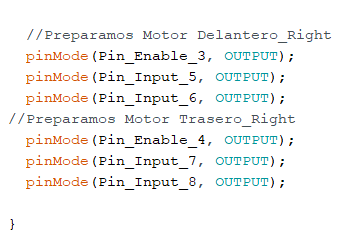 //Preparamos Motor Delantero_Right
pinMode(Pin_Enable_3, OUTPUT);
pinMode(Pin_Input_5, OUTPUT);
pinMode(Pin_Input_6, OUTPUT);
//Preparamos Motor Trasero_Right
pinMode(Pin_Enable_4, OUTPUT);
pinMode(Pin_Input_7, OUTPUT);
pinMode(Pin_Input_8, OUTPUT);
}